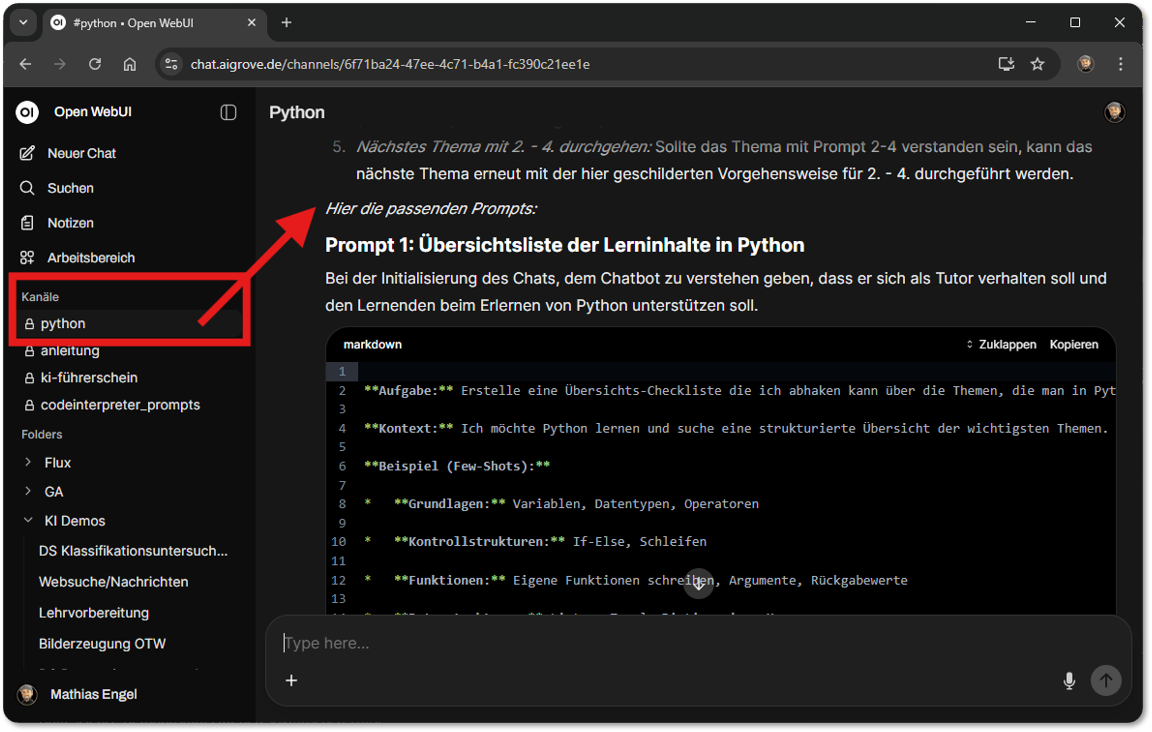 #python • Open WebUI
chat.aigrove.de/channels/6f71ba24-47ee-4c71-b4a1-fc390c21ee1e
OI Open WebUI
Neuer Chat
Suchen
Notizen
Arbeitsbereich
Kanäle
python
anleitung
ki-führerschein
codeinterpreter_prompts
Folders
Flux
GA
KI Demos
DS Klassifikationsuntersuch...
Websuche/Nachrichten
Lehrvorbereitung
Bilderzeugung OTW
Mathias Engel
Python
5. Nächstes Thema mit 2. - 4. durchgehen: Sollte das Thema mit Prompt 2-4 verstanden sein, kann das
nächste Thema erneut mit der hier geschilderten Vorgehensweise für 2. - 4. durchgeführt werden.
Hier die passenden Prompts:
Prompt 1: Übersichtsliste der Lerninhalte in Python
Bei der Initialisierung des Chats, dem Chatbot zu verstehen geben, dass er sich als Tutor verhalten soll und
den Lernenden beim Erlernen von Python unterstützen soll.
markdown Zuklappen Kopieren
1
2 **Aufgabe:** Erstelle eine Übersichts-Checkliste die ich abhaken kann über die Themen, die man in Pyt
3
4 **Kontext:** Ich möchte Python lernen und suche eine strukturierte Übersicht der wichtigsten Themen.
5
6 **Beispiel (Few-Shots):**
7
8 * **Grundlagen:** Variablen, Datentypen, Operatoren
9
10 * **Kontrollstrukturen:** If-Else, Schleifen
11
12 * **Funktionen:** Eigene Funktionen schreiben, Argumente, Rückgabewerte
13
Type here...